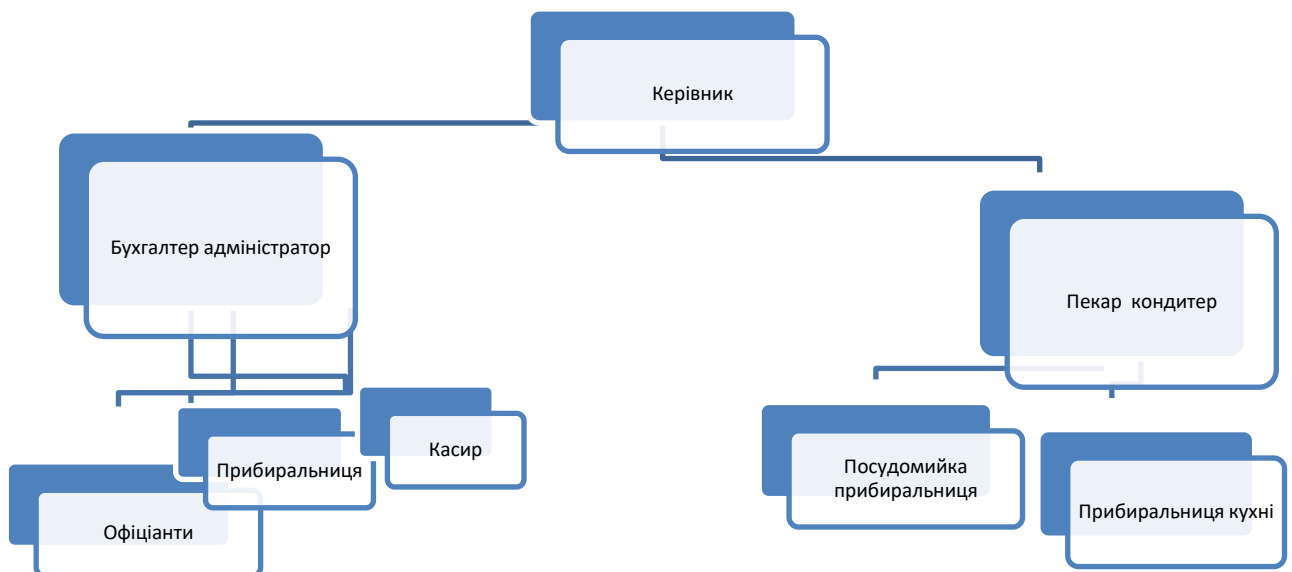 Керівник
Бухгалтер адміністратор
Пекар кондитер
Касир
Прибиральниця
Офіціанти
Посудомийка
прибиральниця
Прибиральниця кухні